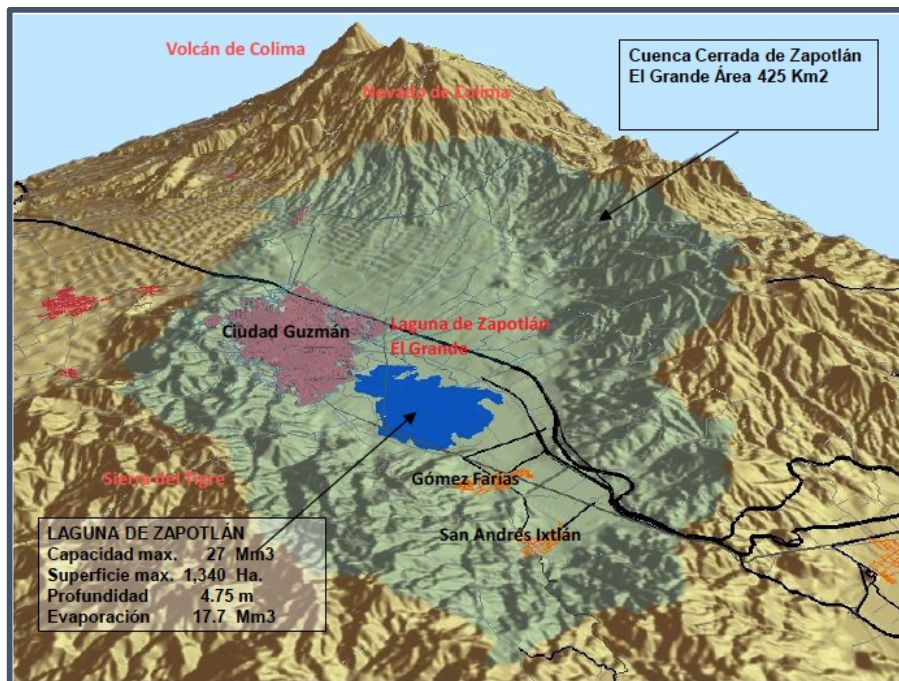 Volcán de Colima
Cuenca Cerrada de Zapotlán
El Grande Área 425 Km2
Nevado de Colima
Ciudad Guzmán
Laguna de Zapotlán
El Grande
Sierra del Tigre
Gómez Farías
San Andrés Ixtlán
LAGUNA DE ZAPOTLÁN
Capacidad max. 27 Mm3
Superficie max. 1,340 Ha.
Profundidad 4.75 m
Evaporación 17.7 Mm3